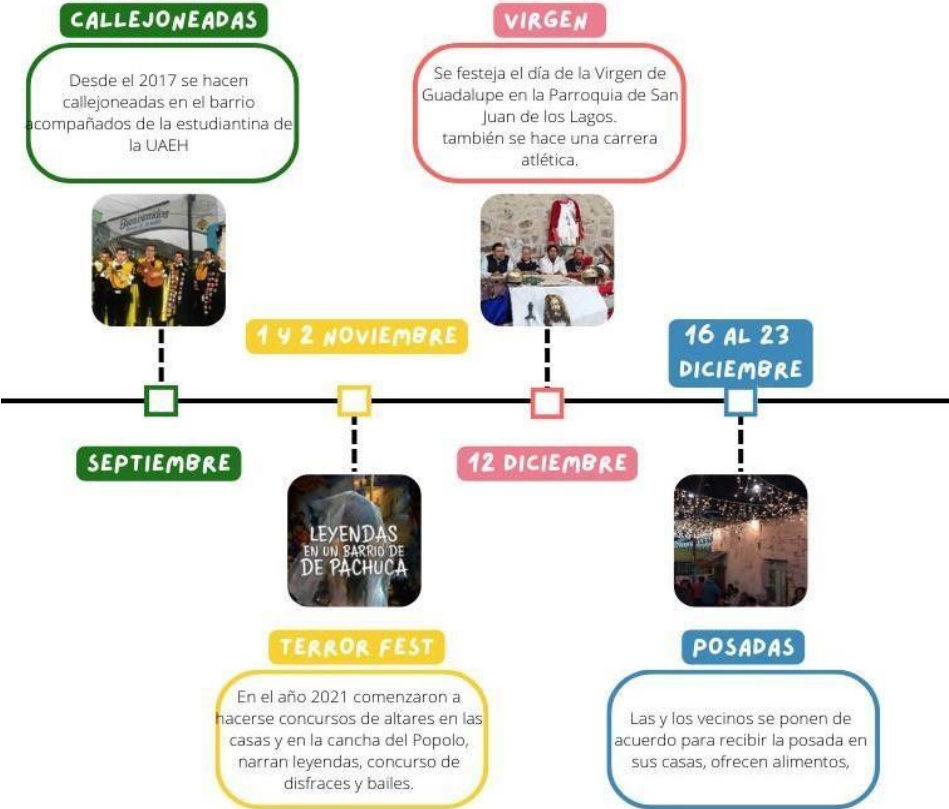 CALLEJONEADAS
Desde el 2017 se hacen
callejoneadas en el barrio
acompañados de la estudiantina de
la UAEH
Bienvenidos
SEPTIEMBRE
1 Y 2 NOVIEMBRE
LEYENDAS
EN UN BARRIO DE
DE PACHUCA
TERROR FEST
En el año 2021 comenzaron a
hacerse concursos de altares en las
casas y en la cancha del Popolo,
narran leyendas, concurso de
disfraces y bailes.
VIRGEN
Se festeja el día de la Virgen de
Guadalupe en la Parroquia de San
Juan de los Lagos.
también se hace una carrera
atlética.
12 DICIEMBRE
16 AL 23
DICIEMBRE
POSADAS
Las y los vecinos se ponen de
acuerdo para recibir la posada en
sus casas, ofrecen alimentos,